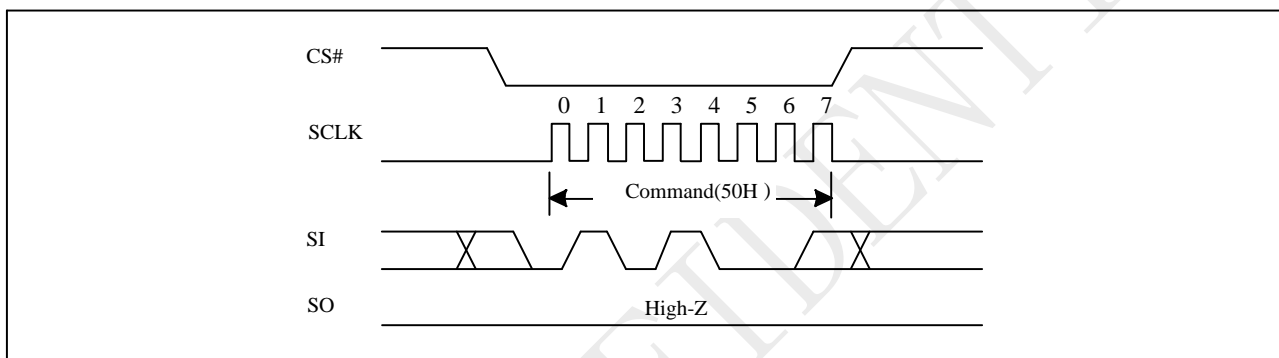 CS#
0 1 2 3 4 5 6 7
SCLK
Command(50H )
SI
SO
High-Z